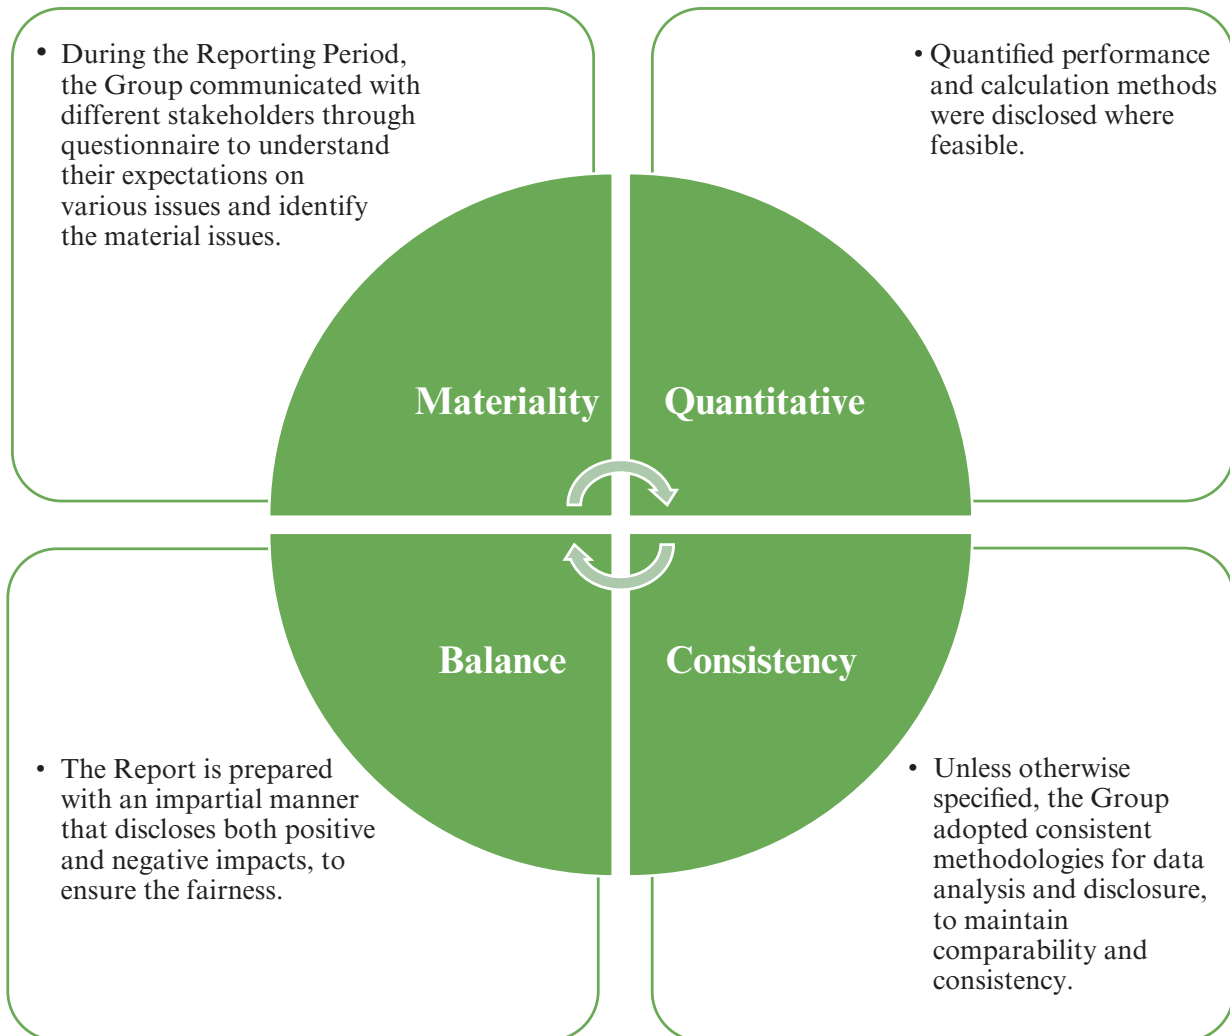 • During the Reporting Period,
the Group communicated with
different stakeholders through
questionnaire to understand
their expectations on
various issues and identify
the material issues.
• Quantified performance
and calculation methods
were disclosed where
feasible.
Materiality
Quantitative
Balance
Consistency
• The Report is prepared
with an impartial manner
that discloses both positive
and negative impacts, to
ensure the fairness.
• Unless otherwise
specified, the Group
adopted consistent
methodologies for data
analysis and disclosure,
to maintain
comparability and
consistency.